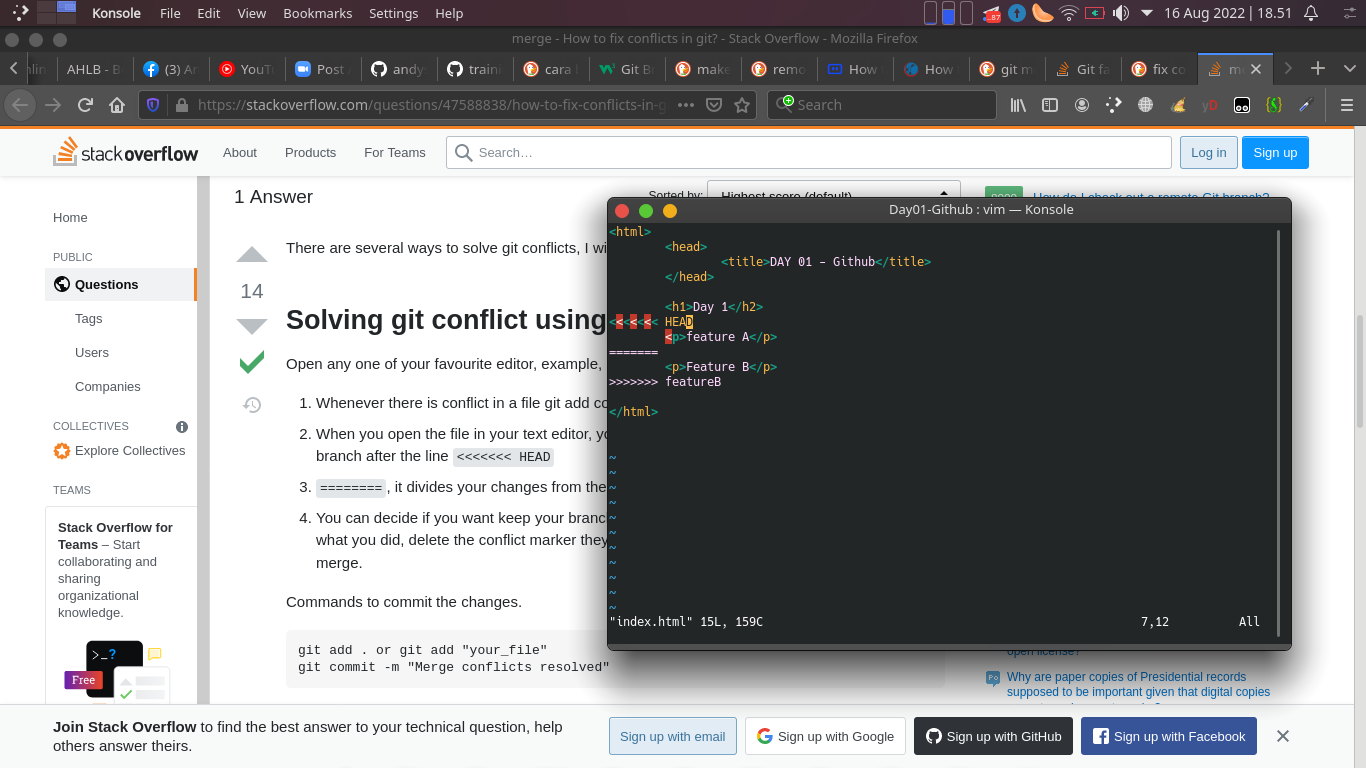 Konsole File Edit View Bookmarks Settings Help
.87
16 Aug 2022 | 18.51
merge - How to fix conflicts in git? - Stack Overflow - Mozilla Firefox
AHLB - B (3) A YouT Post andy train cara Git B make remo How How git m Git fa fix co m
https://stackoverflow.com/questions/47588838/how-to-fix-conflicts-in-g
Search
stackoverflow About Products For Teams Search… Log in Sign up
1 Answer
Sorted by: Highest score (default)
How do I check out a remote Git branch?
Home
PUBLIC
Questions
Tags
Users
Companies
COLLECTIVES
Explore Collectives
TEAMS
Stack Overflow for
Teams – Start
collaborating and
sharing
organizational
knowledge.
>_?
Free
14
There are several ways to solve git conflicts, I wi
Solving git conflict using
Open any one of your favourite editor, example,
1. Whenever there is conflict in a file git add co
2. When you open the file in your text editor, yo
branch after the line <<<<<<< HEAD
3. ========, it divides your changes from the
4. You can decide if you want keep your branc
what you did, delete the conflict marker they
merge.
Commands to commit the changes.
git add . or git add "your_file"
git commit -m "Merge conflicts resolved"
Day01-Github : vim — Konsole
<html>
<head>
<title>DAY 01 - Github</title>
</head>
<h1>Day 1</h2>
<<<<<<< HEAD
<p>feature A</p>
=======
<p>Feature B</p>
>>>>>>> featureB
</html>
~
~
~
~
~
~
~
~
~
~
~
"index.html" 15L, 159C 7,12 All
open license?
Why are paper copies of Presidential records
supposed to be important given that digital copies
Join Stack Overflow to find the best answer to your technical question, help
others answer theirs.
Sign up with email
Sign up with Google
Sign up with GitHub
Sign up with Facebook